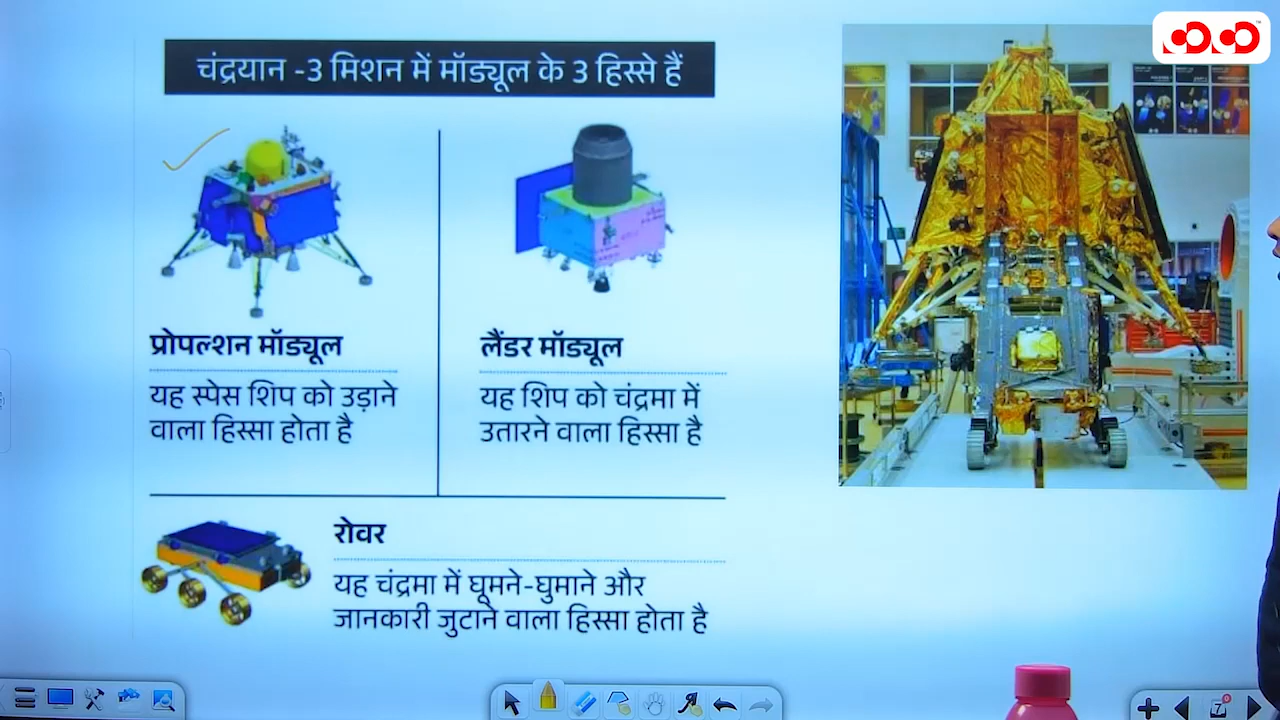 चंद्रयान -3 मिशन में मॉड्यूल के 3 हिस्से हैं
प्रोपल्शन मॉड्यूल
यह स्पेस शिप को उड़ाने
वाला हिस्सा होता है
लैंडर मॉड्यूल
यह शिप को चंद्रमा में
उतारने वाला हिस्सा है
रोवर
यह चंद्रमा में घूमने-घुमाने और
जानकारी जुटाने वाला हिस्सा होता है